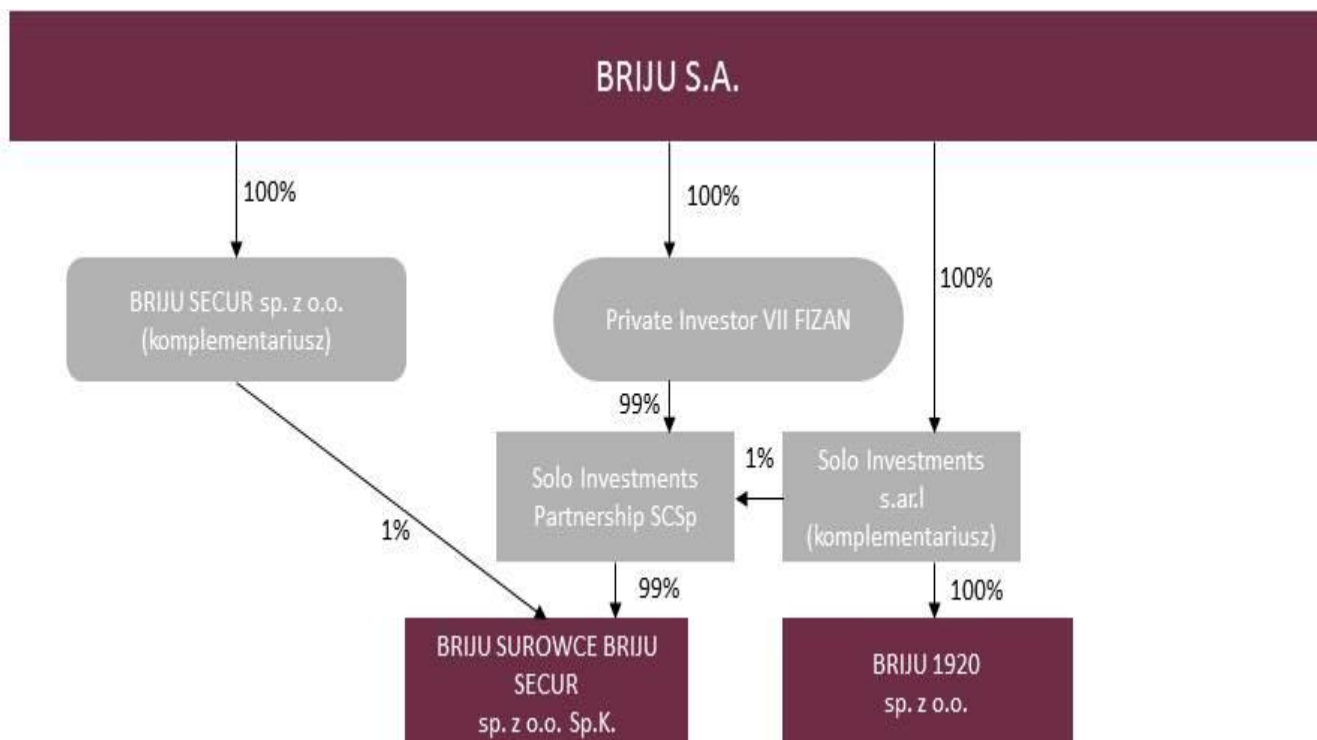 BRIJU S.A.
100%
100%
100%
BRIJU SECUR sp. z o.o.
(komplementariusz)
Private Investor VII FIZAN
99%
1%
Solo Investments
Partnership SCSp
Solo Investments
s.ar.l
(komplementariusz)
1%
99%
100%
BRIJU SUROWCE BRIJU
SECUR
sp. z o.o. Sp.K.
BRIJU 1920
sp. z o.o.